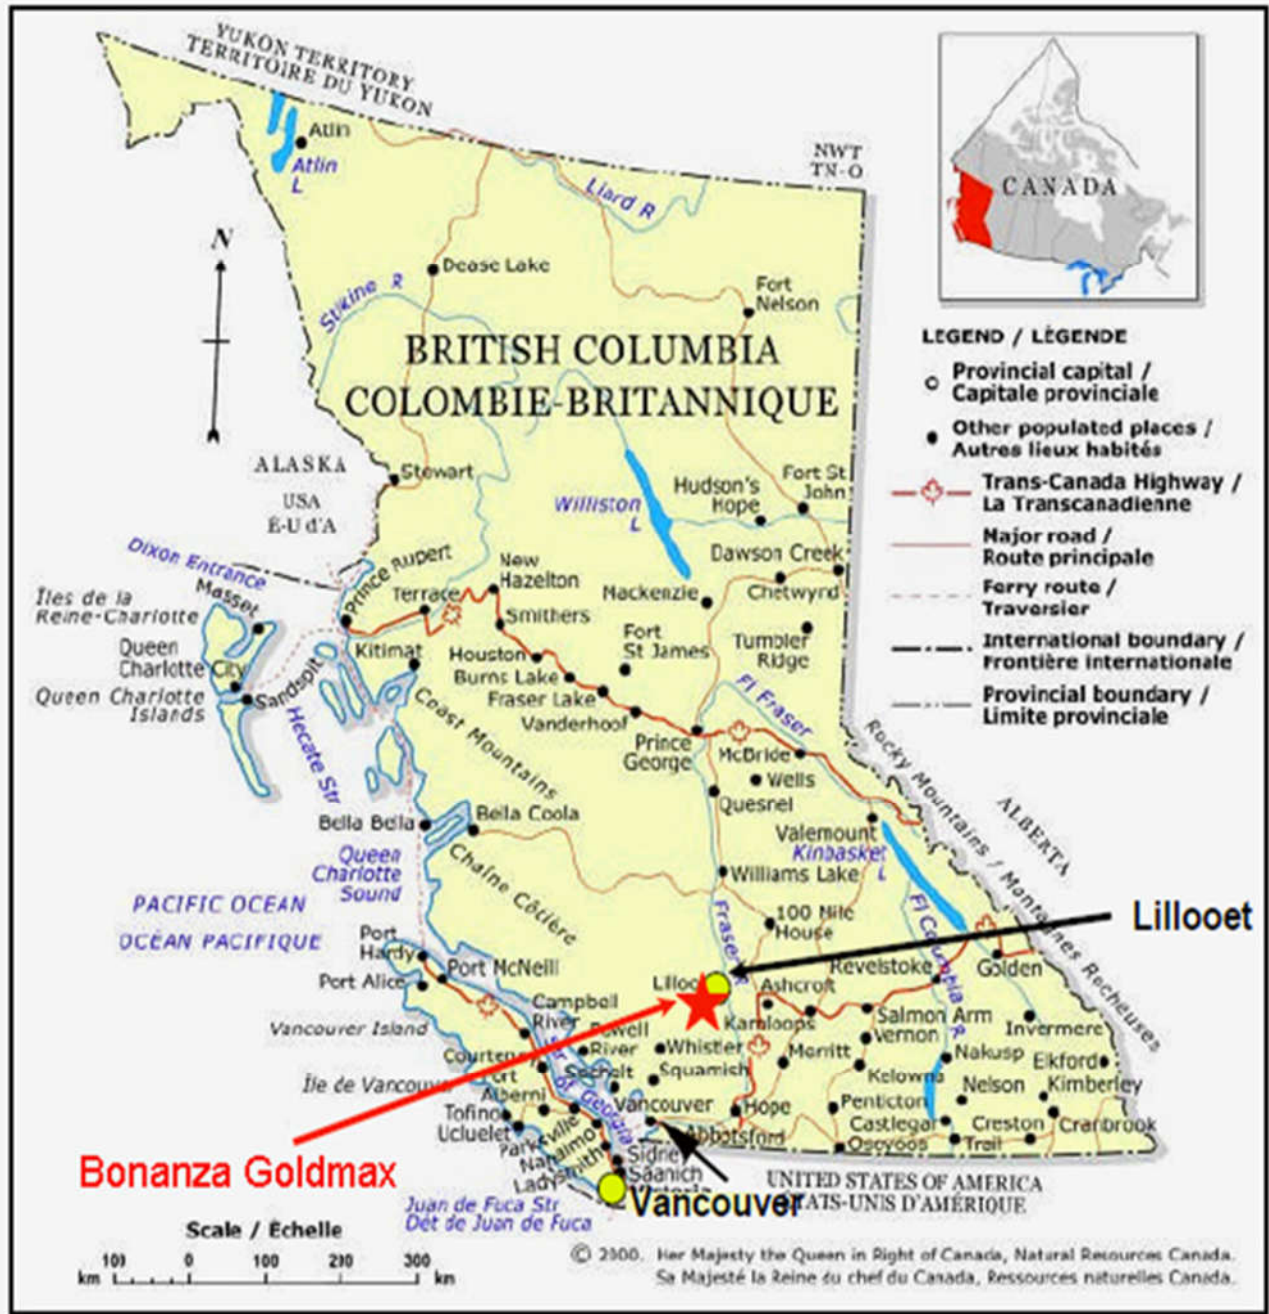 YUKON TERRITORY
TERRITOIRE DU YUKON
Atlin
Atlin
L
NWT
TN-O
Liard R
CANADA
N
Dease Lake
Stikine R
Fort
Nelson
BRITISH COLUMBIA
COLOMBIE-BRITANNIQUE
LEGEND / LÉGENDE
Provincial capital /
Capitale provinciale
Other populated places /
Autres lieux habités
Trans-Canada Highway /
La Transcanadienne
Major road /
Route principale
Ferry route /
Traversier
International boundary /
Frontière internationale
Provincial boundary /
Limite provinciale
ALASKA
USA
É-U d'A
Stewart
Williston
L
Hudson's
Hope
Fort St
John
Dawson Creek
Chetwynd
Mackenzie
Tumbler
Ridge
Dixon Entrance
Îles de la
Reine-Charlotte
Masset
Queen
Charlotte City
Queen Charlotte
Islands
Sandspit
Hecate Str
Prince Rupert
Terrace
New
Hazelton
Smithers
Kitimat
Houston
Burns Lake
Fraser Lake
Vanderhoof
Fort
St James
Prince
George
Fl Fraser
McBride
Wells
Quesnel
Coast Mountains
Chaîne Côtière
Bella Bella
Bella Coola
Queen
Charlotte
Sound
Valemount
Kinbasket
L
Williams Lake
Rocky Mountains / Montagnes Rocheuses
ALBERTA
PACIFIC OCEAN
OCÉAN PACIFIQUE
100 Mile
House
Fraser R
Fl Columbia R
Lillooet
Port
Hardy
Port McNeill
Port Alice
Revelstoke
Golden
Ashcroft
Kamloops
Salmon Arm
Vernon
Invermere
Vancouver Island
Île de Vancouver
Campbell
River
Powell
River
Courtenay
Whistler
Squamish
Sechelt
Merritt
Nakusp
Elkford
Kelowna
Nelson
Kimberley
Port
Alberni
Str of Georgia
Vancouver
Hope
Penticton
Castlegar
Creston
Cranbrook
Tofino
Ucluelet
Parksville
Nanaimo
Ladysmith
Abbotsford
Osoyoos
Trail
Sidney
Saanich
Victoria
Bonanza Goldmax
Vancouver
UNITED STATES OF AMERICA
ÉTATS-UNIS D'AMÉRIQUE
Juan de Fuca Str
Dét de Juan de Fuca
Scale / Échelle
100 0 100 200 300
km km
© 2000. Her Majesty the Queen in Right of Canada, Natural Resources Canada.
Sa Majesté la Reine du chef du Canada, Ressources naturelles Canada.